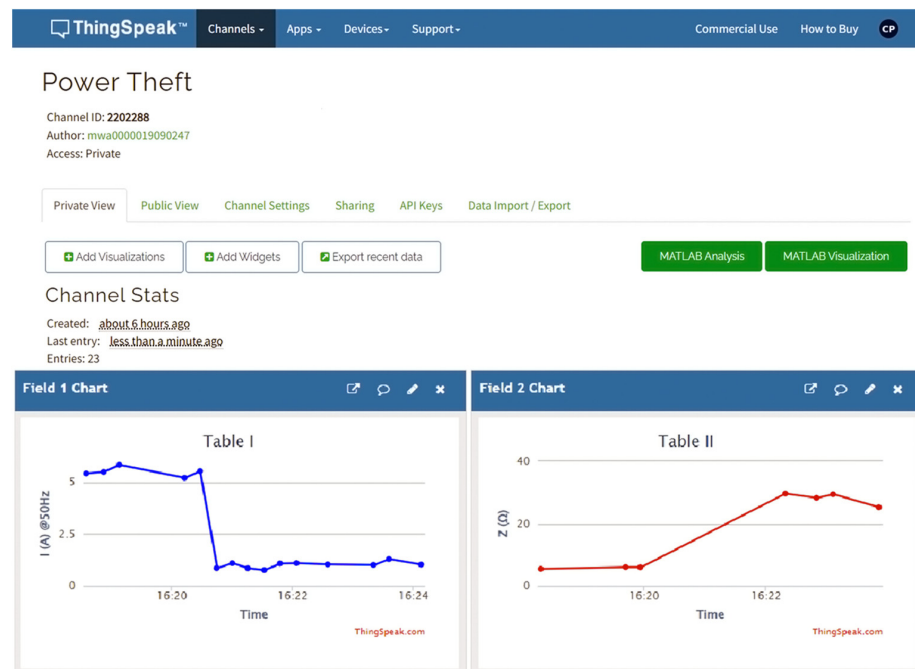 ThingSpeak™ Channels Apps Devices Support Commercial Use How to Buy CP
Power Theft
Channel ID: 2202288
Author: mwa0000019090247
Access: Private
Private View Public View Channel Settings Sharing API Keys Data Import / Export
Add Visualizations Add Widgets Export recent data MATLAB Analysis MATLAB Visualization
Channel Stats
Created: about 6 hours ago
Last entry: less than a minute ago
Entries: 23
Field 1 Chart
Table I
I (A) @50Hz
5
2.5
0
16:20 16:22 16:24
Time
ThingSpeak.com
Field 2 Chart
Table II
Z (Ω)
40
20
0
16:20 16:22
Time
ThingSpeak.com